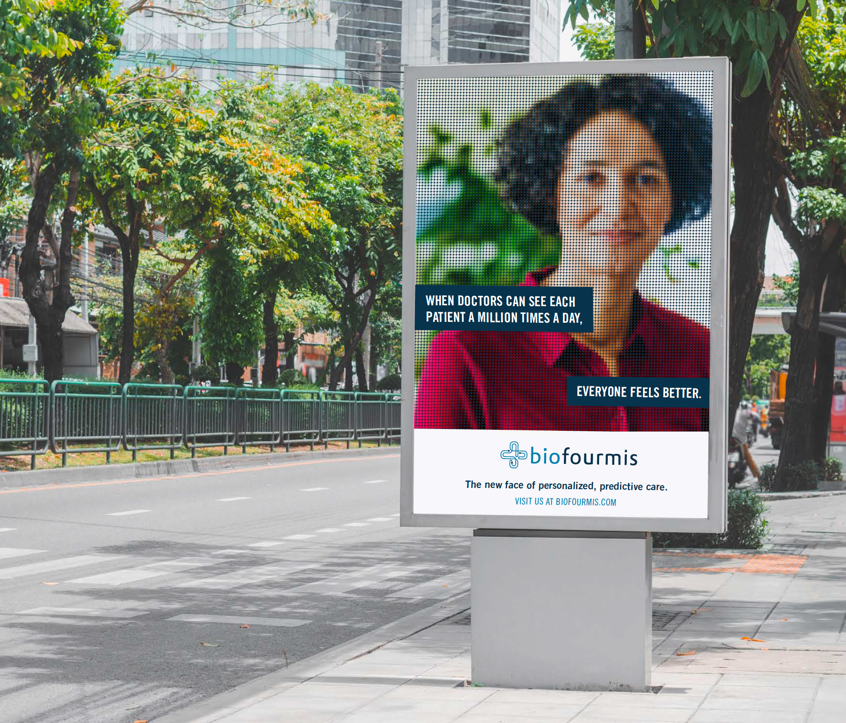 WHEN DOCTORS CAN SEE EACH
PATIENT A MILLION TIMES A DAY,
EVERYONE FEELS BETTER.
biofourmis
The new face of personalized, predictive care.
VISIT US AT BIOFOURMIS.COM